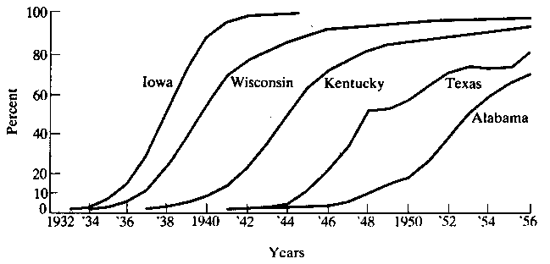 100
80
60
40
20
10
0
Percent
Iowa
Wisconsin
Kentucky
Texas
Alabama
1932 '34 '36 '38 1940 '42 '44 '46 '48 1950 '52 '54 '56
Years